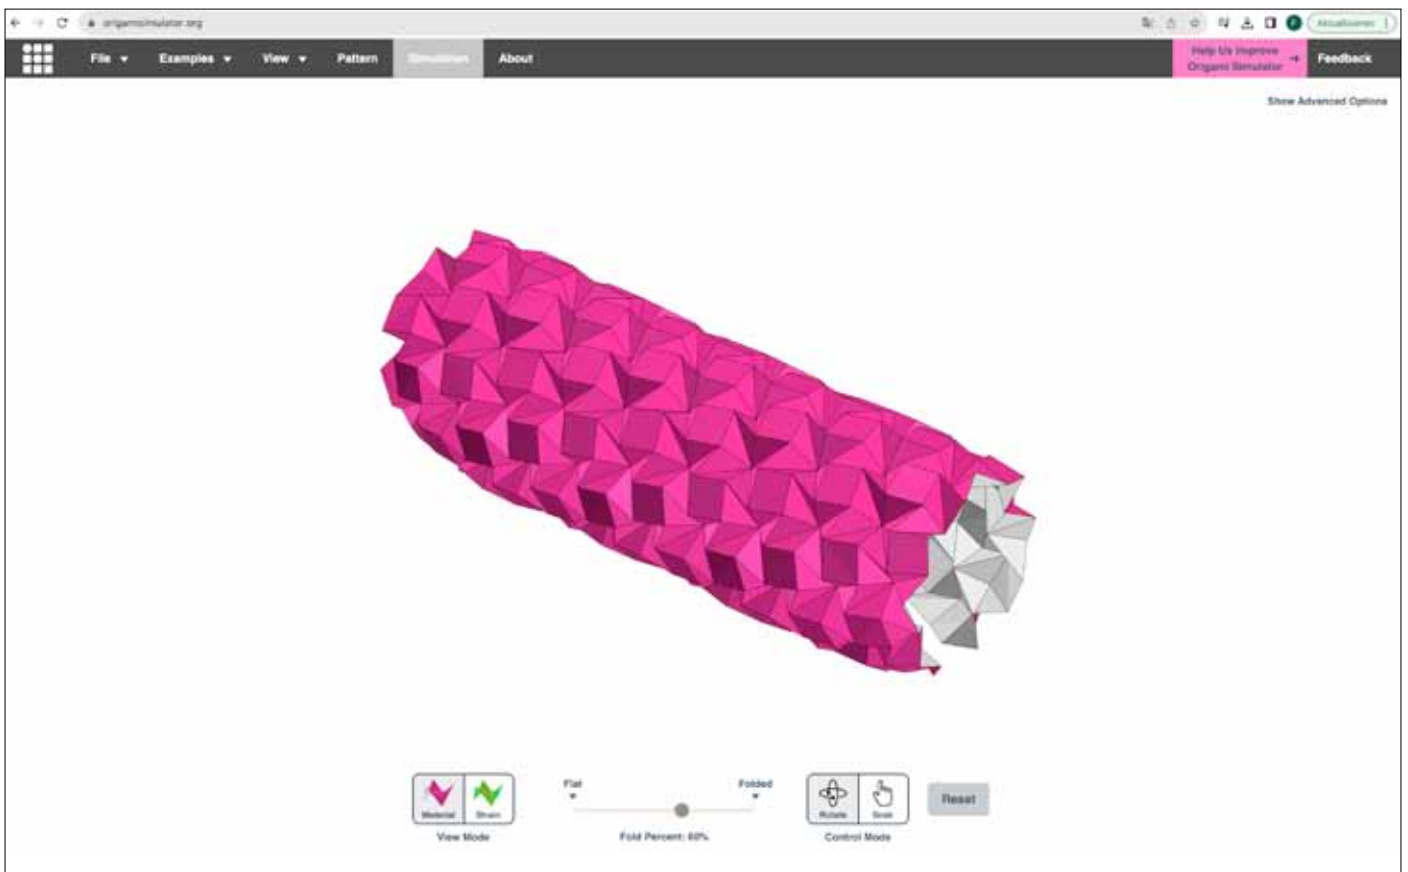 origamisimulator.org
Aktualisieren
File Examples View Pattern Simulation About
Help Us Improve
Origami Simulator
Feedback
Show Advanced Options
Flat Folded
Material Strain
Rotate Grab
Reset
View Mode
Fold Percent: 60%
Control Mode